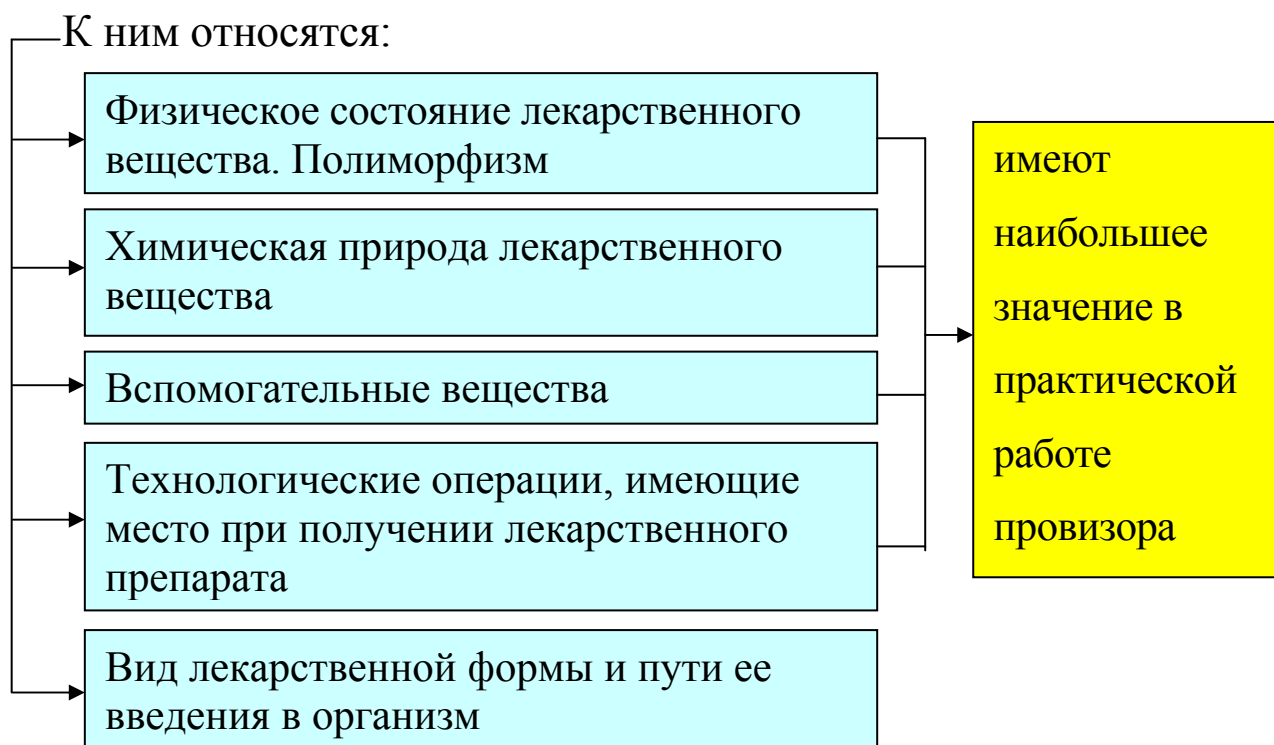 К ним относятся:
Физическое состояние лекарственного
вещества. Полиморфизм
Химическая природа лекарственного
вещества
Вспомогательные вещества
Технологические операции, имеющие
место при получении лекарственного
препарата
Вид лекарственной формы и пути ее
введения в организм
имеют
наибольшее
значение в
практической
работе
провизора